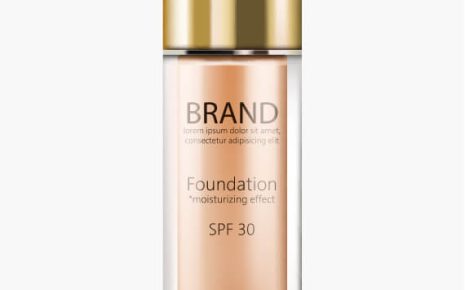 BRAND
lorem ipsum dolor sit amet,
consectetur adipisicing elit
Foundation
*moisturizing effect
SPF 30